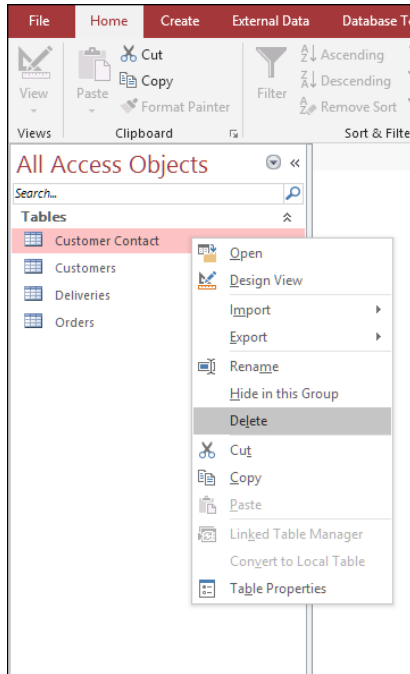 File Home Create External Data Database T
View
Paste
Cut
Copy
Format Painter
Filter
Ascending
Descending
Remove Sort
Views Clipboard Sort & Filte
All Access Objects
Search...
Tables
Customer Contact
Customers
Deliveries
Orders
Open
Design View
Import
Export
Rename
Hide in this Group
Delete
Cut
Copy
Paste
Linked Table Manager
Convert to Local Table
Table Properties